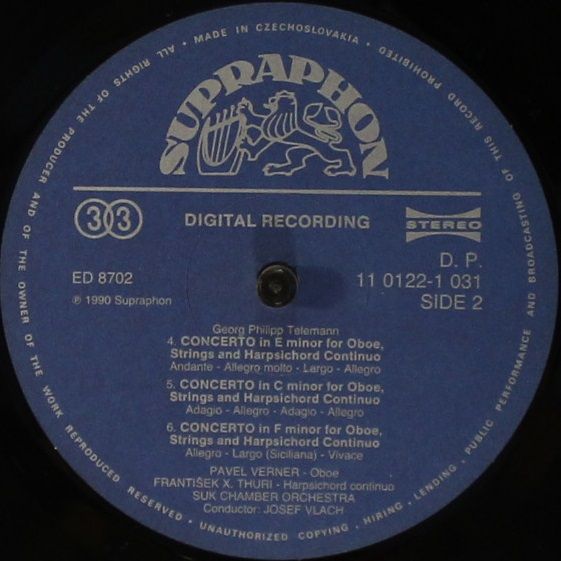 MADE IN CZECHOSLOVAKIA • ALL RIGHTS OF THE PRODUCER AND OF THE OWNER OF THE WORK REPRODUCED RESERVED • UNAUTHORIZED COPYING, HIRING, LENDING, PUBLIC PERFORMANCE AND BROADCASTING OF THIS RECORD PROHIBITED
SUPRAPHON
33
DIGITAL RECORDING
STEREO
ED 8702
℗ 1990 Supraphon
D. P.
11 0122-1 031
SIDE 2
Georg Philipp Telemann
4. CONCERTO in E minor for Oboe,
Strings and Harpsichord Continuo
Andante - Allegro molto - Largo - Allegro
5. CONCERTO in C minor for Oboe,
Strings and Harpsichord Continuo
Adagio - Allegro - Adagio - Allegro
6. CONCERTO in F minor for Oboe,
Strings and Harpsichord Continuo
Allegro - Largo (Siciliana) - Vivace
PAVEL VERNER - Oboe
FRANTIŠEK X. THURI - Harpsichord continuo
SUK CHAMBER ORCHESTRA
Conductor: JOSEF VLACH